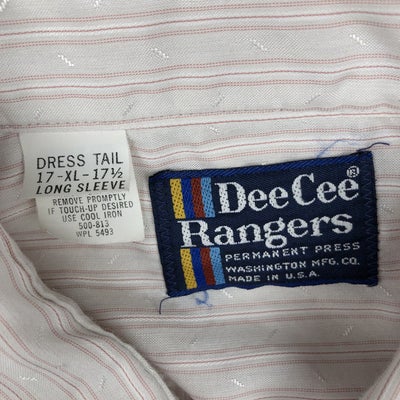 DRESS TAIL
17-XL-17½
LONG SLEEVE
REMOVE PROMPTLY
IF TOUCH-UP DESIRED
USE COOL IRON
500-813
WPL 5493
DeeCee®
Rangers
PERMANENT PRESS
WASHINGTON MFG. CO.
MADE IN U.S.A.